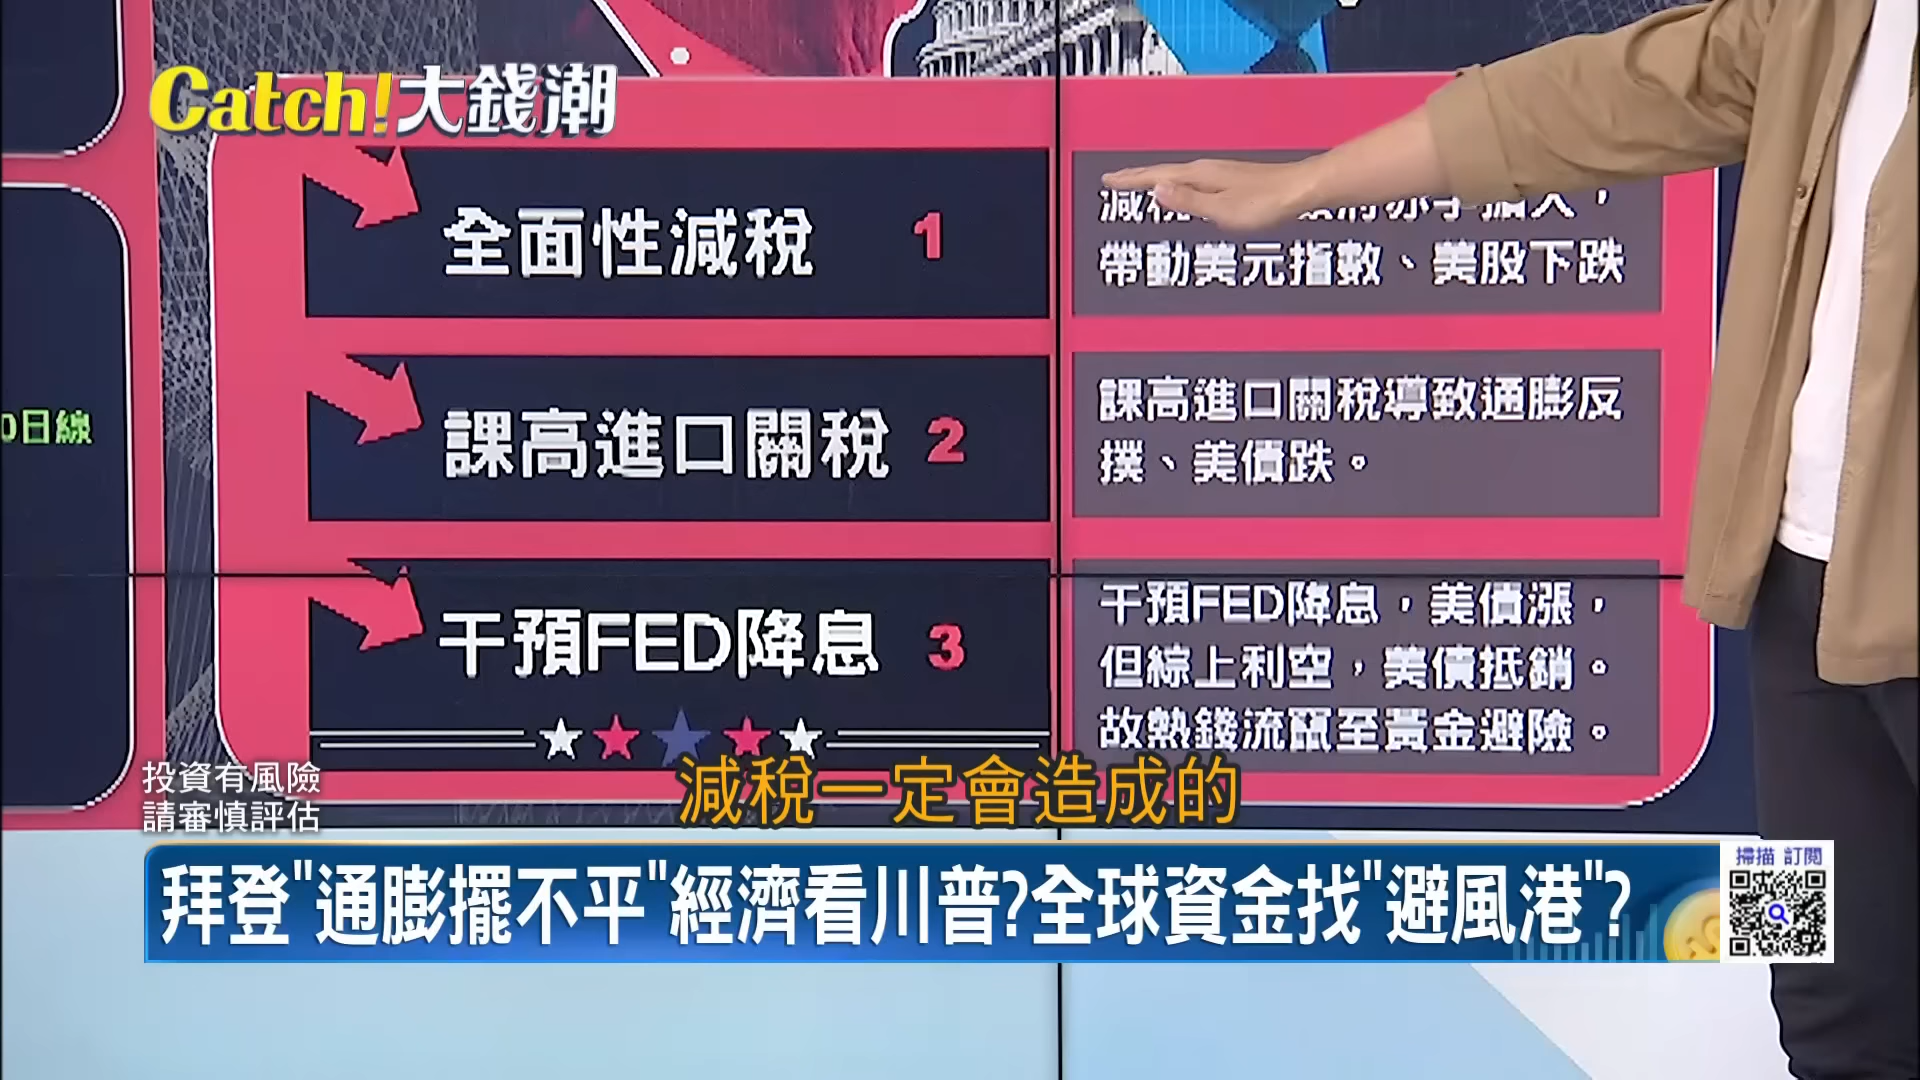 Catch!大錢潮
全面性減稅 1
減稅 擴大，
帶動美元指數、美股下跌
0日線
課高進口關稅 2
課高進口關稅導致通膨反
撲、美債跌。
干預FED降息 3
干預FED降息，美債漲，
但綜上利空，美債抵銷。
故熱錢流竄至黃金避險。
投資有風險
請審慎評估
減稅一定會造成的
拜登"通膨擺不平"經濟看川普?全球資金找"避風港"?
掃描 訂閱